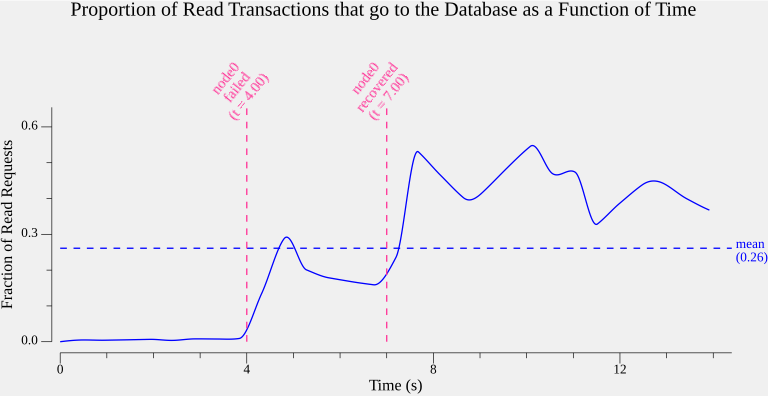 Proportion of Read Transactions that go to the Database as a Function of Time
node0
failed
(t = 4.00)
node0
recovered
(t = 7.00)
Fraction of Read Requests
0.6
0.3
0.0
mean
(0.26)
0 4 8 12
Time (s)